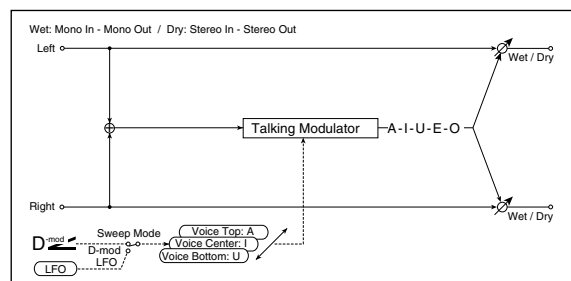 Wet: Mono In - Mono Out / Dry: Stereo In - Stereo Out
Left
Wet / Dry
Talking Modulator
A-I-U-E-O
Right
Wet / Dry
D-mod
Sweep Mode
D-mod
LFO
LFO
Voice Top: A
Voice Center: I
Voice Bottom: U